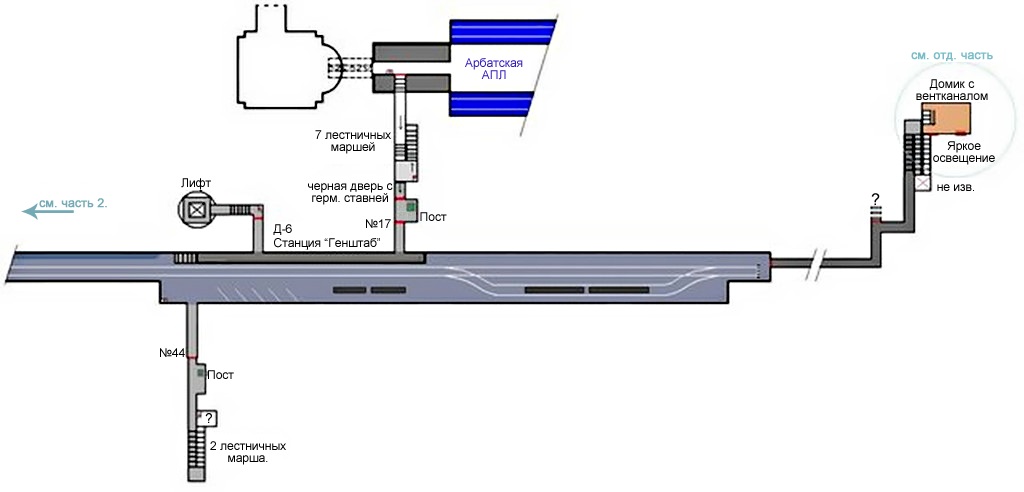 Арбатская
АПЛ
см. отд. часть
Домик с
вентканалом
Яркое
освещение
не изв.
?
7 лестничных
маршей
черная дверь с
герм. ставней
Пост
№17
Лифт
см. часть 2.
Д-6
Станция "Генштаб"
№44
Пост
?
2 лестничных
марша.